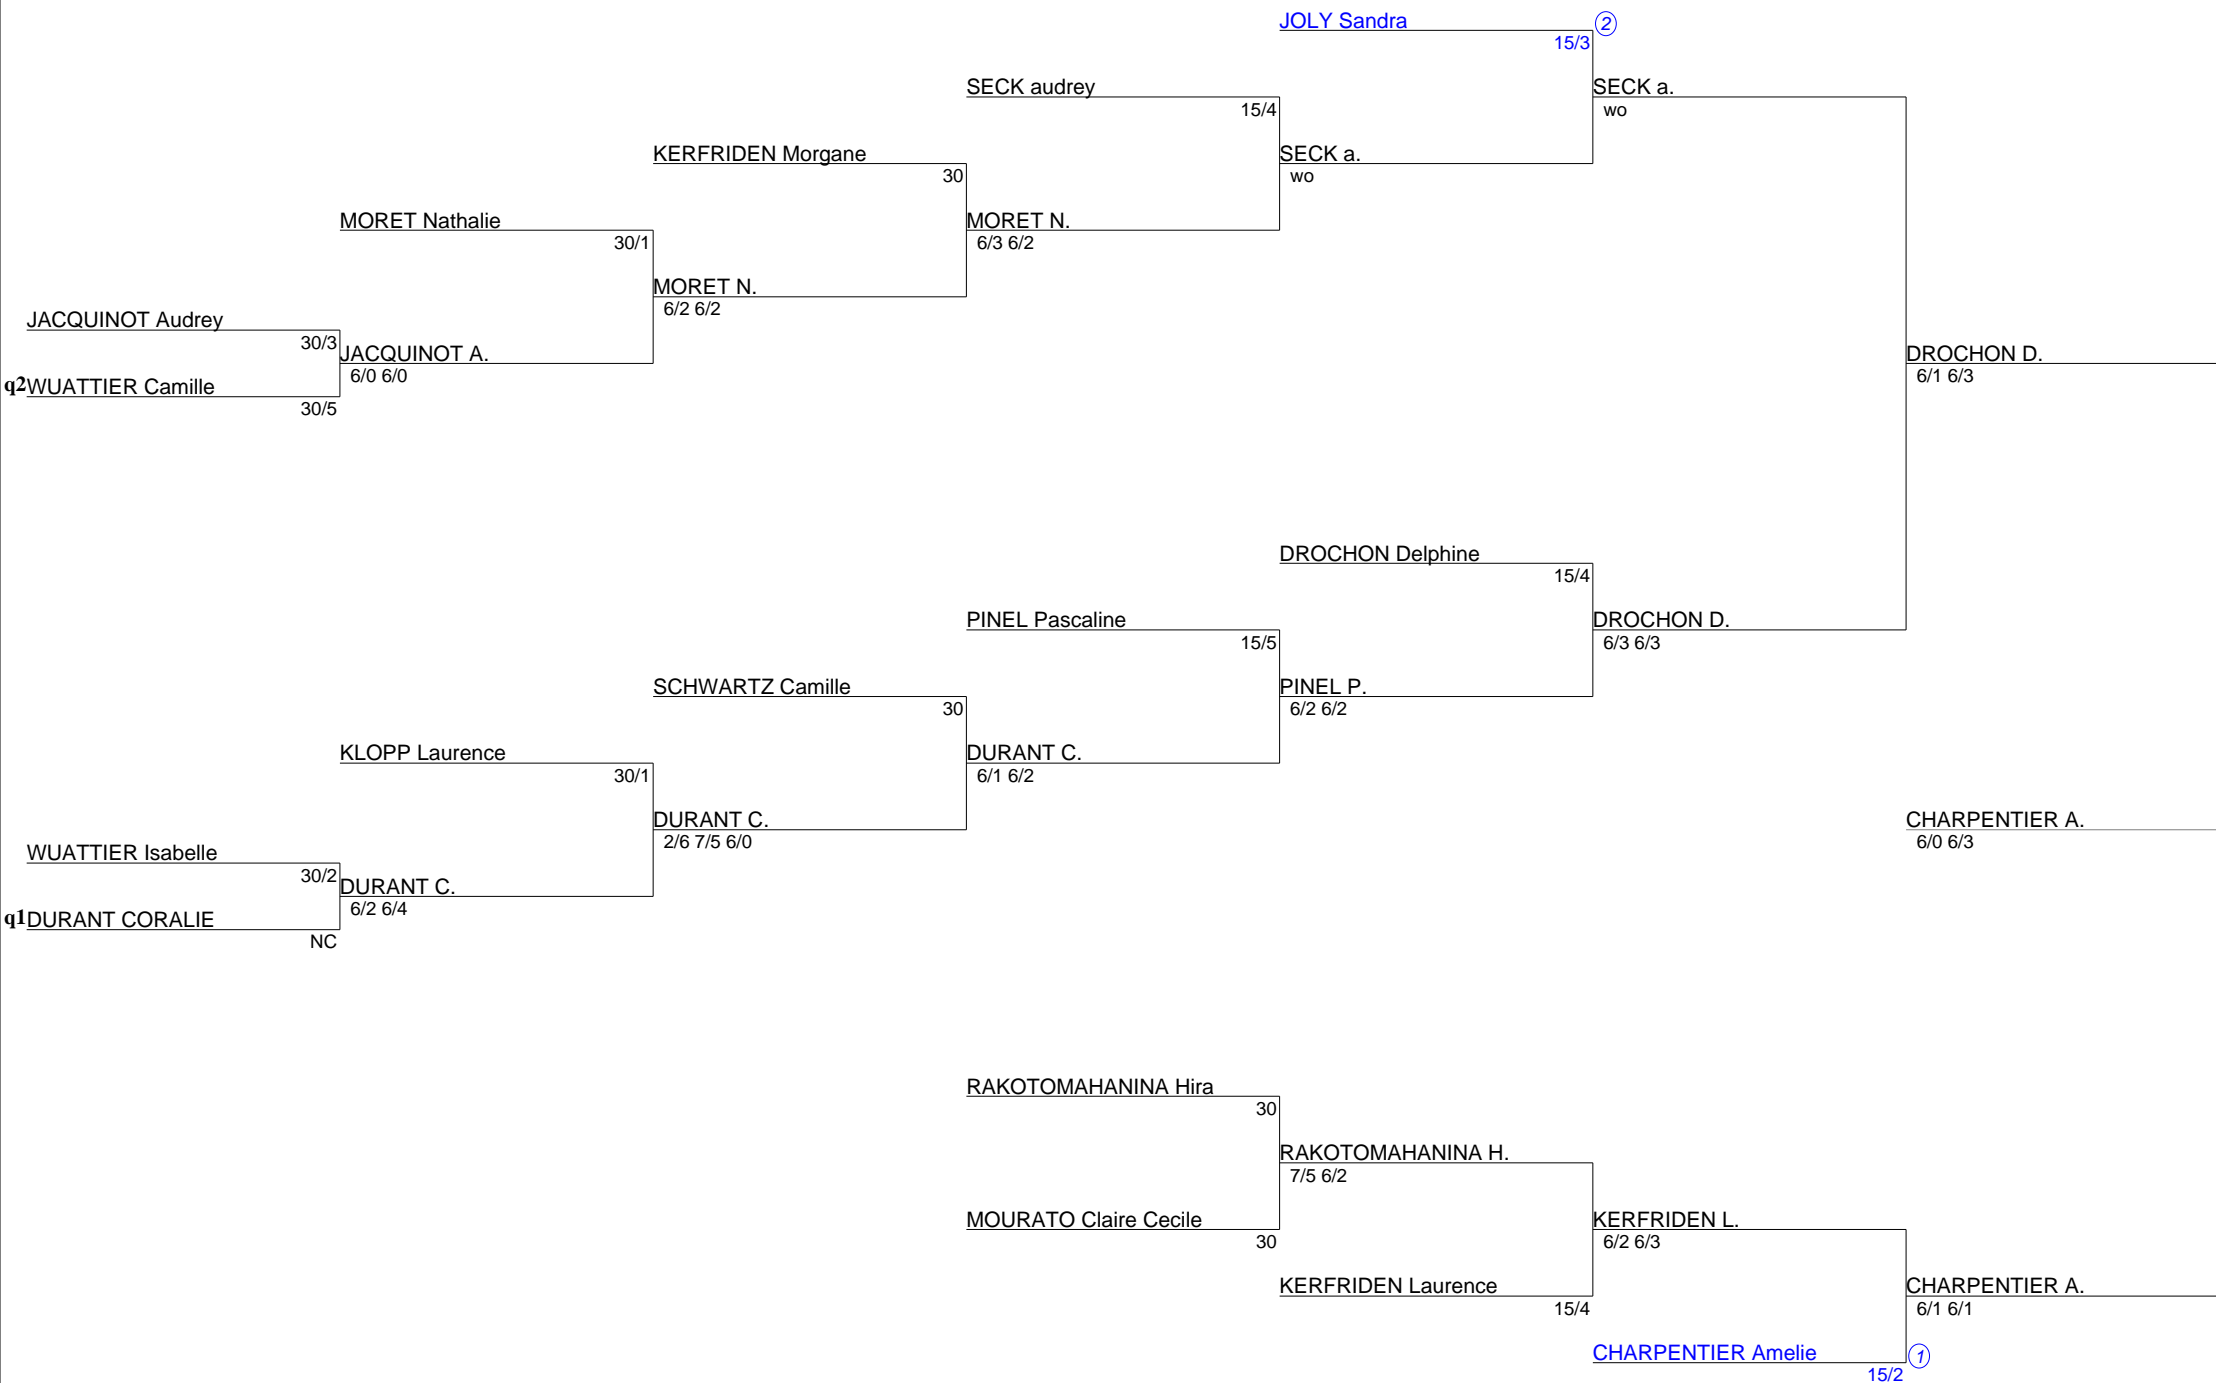 JOLY Sandra
2
15/3
SECK audrey
SECK a.
15/4
wo
KERFRIDEN Morgane
SECK a.
30
wo
MORET Nathalie
MORET N.
30/1
6/3 6/2
MORET N.
6/2 6/2
JACQUINOT Audrey
30/3
JACQUINOT A.
DROCHON D.
6/0 6/0
6/1 6/3
q2 WUATTIER Camille
30/5
DROCHON Delphine
15/4
PINEL Pascaline
DROCHON D.
15/5
6/3 6/3
SCHWARTZ Camille
PINEL P.
30
6/2 6/2
KLOPP Laurence
DURANT C.
30/1
6/1 6/2
DURANT C.
CHARPENTIER A.
2/6 7/5 6/0
6/0 6/3
WUATTIER Isabelle
30/2
DURANT C.
6/2 6/4
q1 DURANT CORALIE
NC
RAKOTOMAHANINA Hira
30
RAKOTOMAHANINA H.
7/5 6/2
MOURATO Claire Cecile
KERFRIDEN L.
30
6/2 6/3
KERFRIDEN Laurence
CHARPENTIER A.
15/4
6/1 6/1
CHARPENTIER Amelie
1
15/2